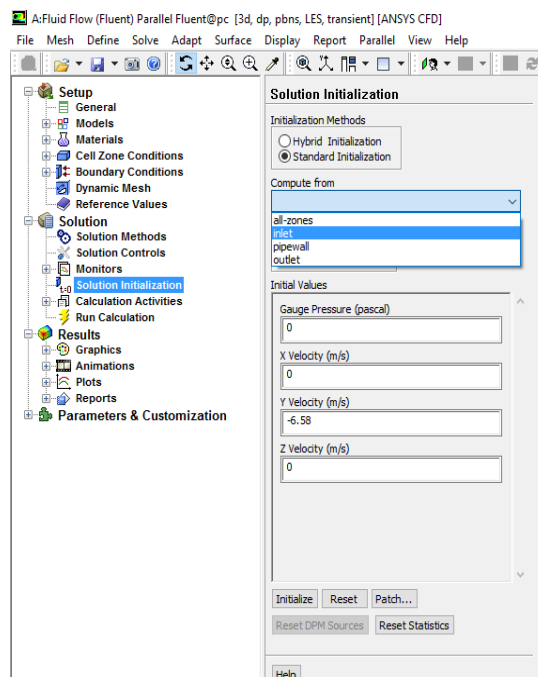 A:Fluid Flow (Fluent) Parallel Fluent@pc [3d, dp, pbns, LES, transient] [ANSYS CFD]
File Mesh Define Solve Adapt Surface Display Report Parallel View Help
Setup
General
Models
Materials
Cell Zone Conditions
Boundary Conditions
Dynamic Mesh
Reference Values
Solution
Solution Methods
Solution Controls
Monitors
t=0 Solution Initialization
Calculation Activities
Run Calculation
Results
Graphics
Animations
Plots
Reports
Parameters & Customization
Solution Initialization
Initialization Methods
Hybrid Initialization
Standard Initialization
Compute from
all-zones
inlet
pipewall
outlet
Initial Values
Gauge Pressure (pascal)
0
X Velocity (m/s)
0
Y Velocity (m/s)
-6.58
Z Velocity (m/s)
0
Initialize Reset Patch...
Reset DPM Sources Reset Statistics
Help